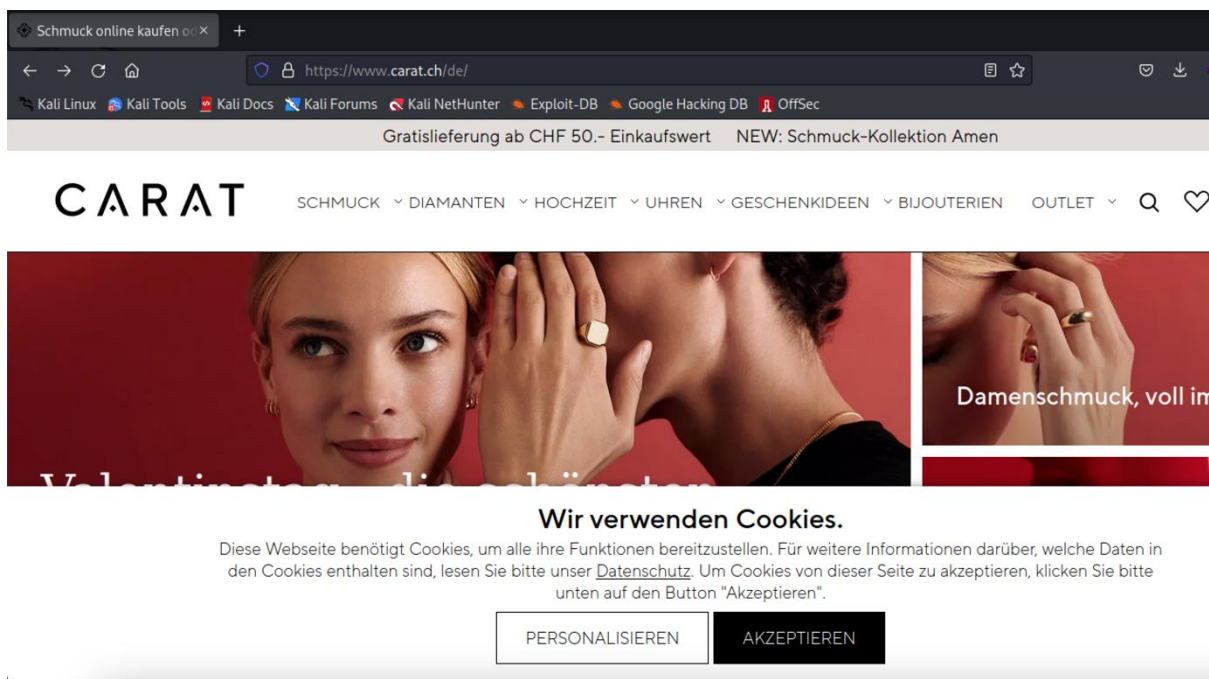 Schmuck online kaufen o
https://www.carat.ch/de/
Kali Linux Kali Tools Kali Docs Kali Forums Kali NetHunter Exploit-DB Google Hacking DB OffSec
Gratislieferung ab CHF 50.- Einkaufswert NEW: Schmuck-Kollektion Amen
CARAT SCHMUCK DIAMANTEN HOCHZEIT UHREN GESCHENKIDEEN BIJOUTERIEN OUTLET
Damenschmuck, voll im
Valentinstag die schönsten
Wir verwenden Cookies.
Diese Webseite benötigt Cookies, um alle ihre Funktionen bereitzustellen. Für weitere Informationen darüber, welche Daten in
den Cookies enthalten sind, lesen Sie bitte unser Datenschutz. Um Cookies von dieser Seite zu akzeptieren, klicken Sie bitte
unten auf den Button "Akzeptieren".
PERSONALISIEREN AKZEPTIEREN